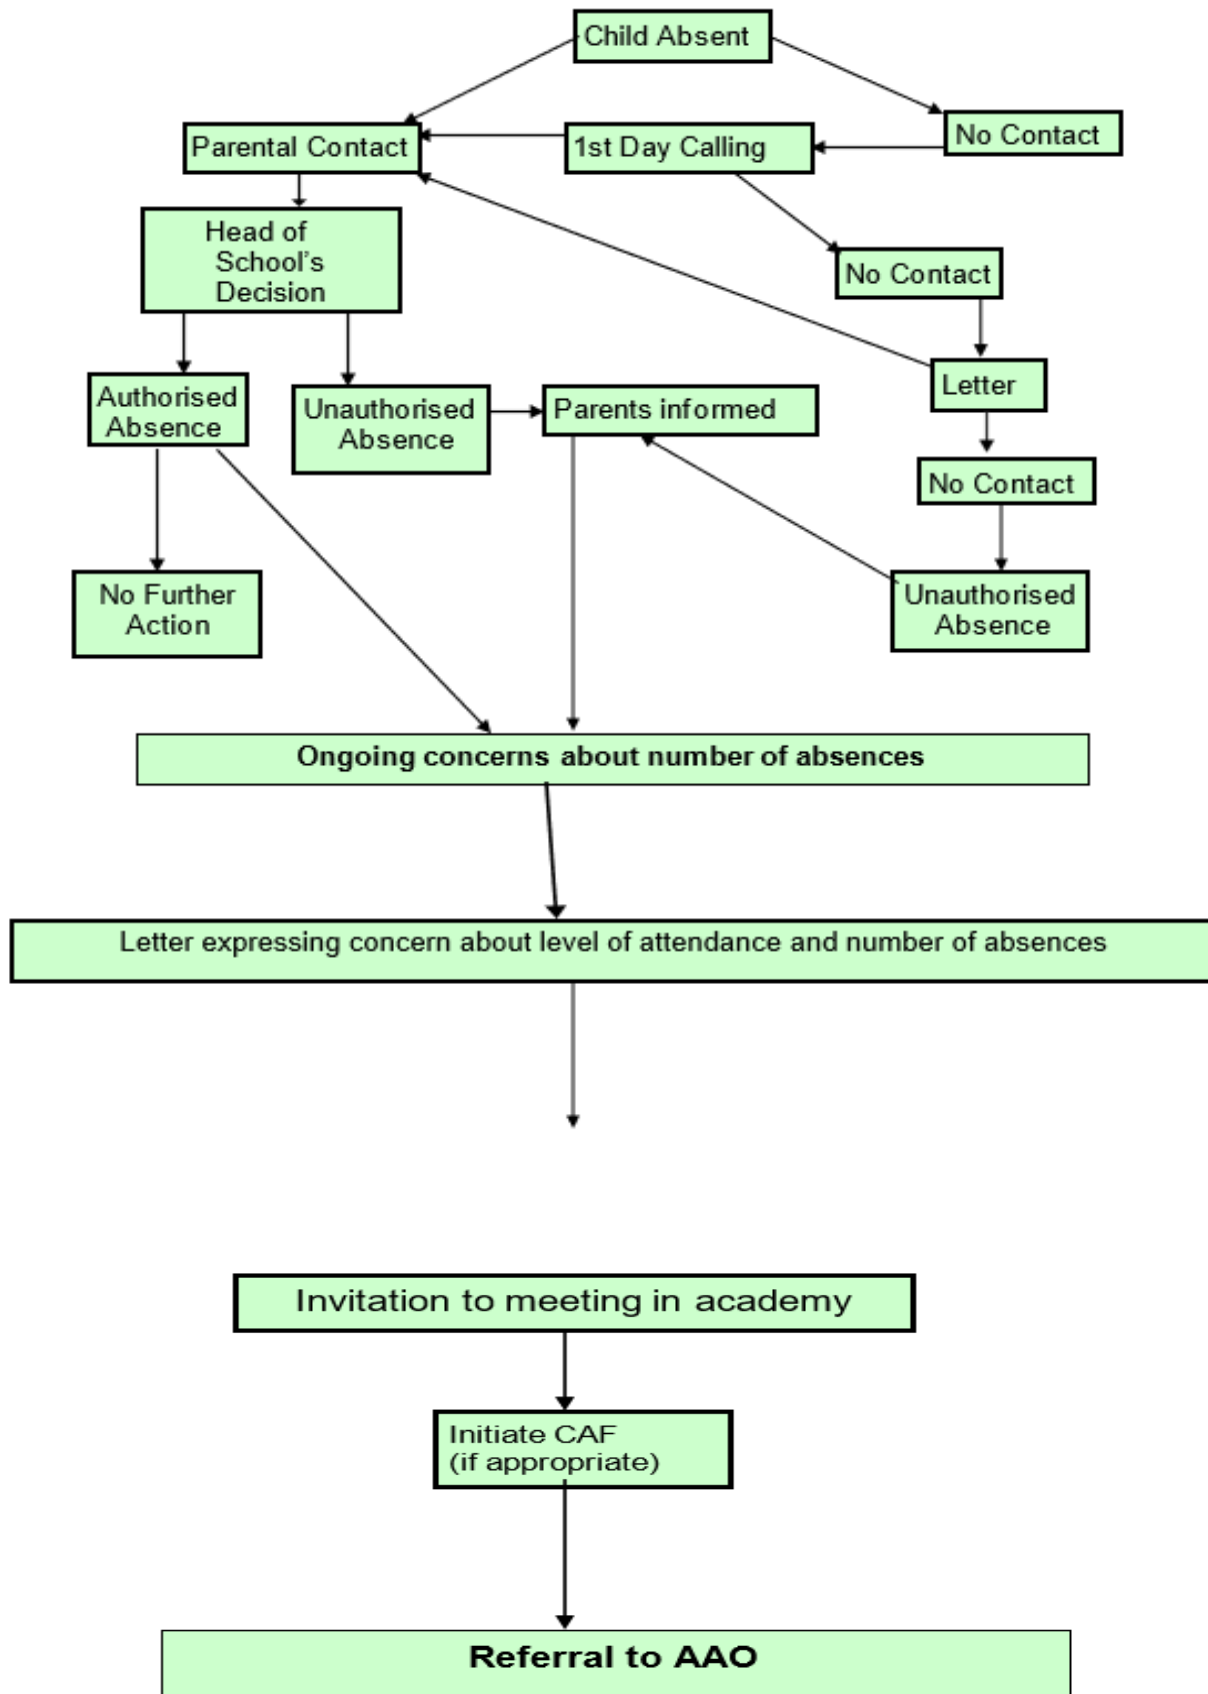 Child Absent
No Contact
Parental Contact
1st Day Calling
Head of
School's
Decision
No Contact
Letter
Authorised
Absence
Unauthorised
Absence
Parents informed
No Contact
No Further
Action
Unauthorised
Absence
Ongoing concerns about number of absences
Letter expressing concern about level of attendance and number of absences
Invitation to meeting in academy
Initiate CAF
(if appropriate)
Referral to AAO